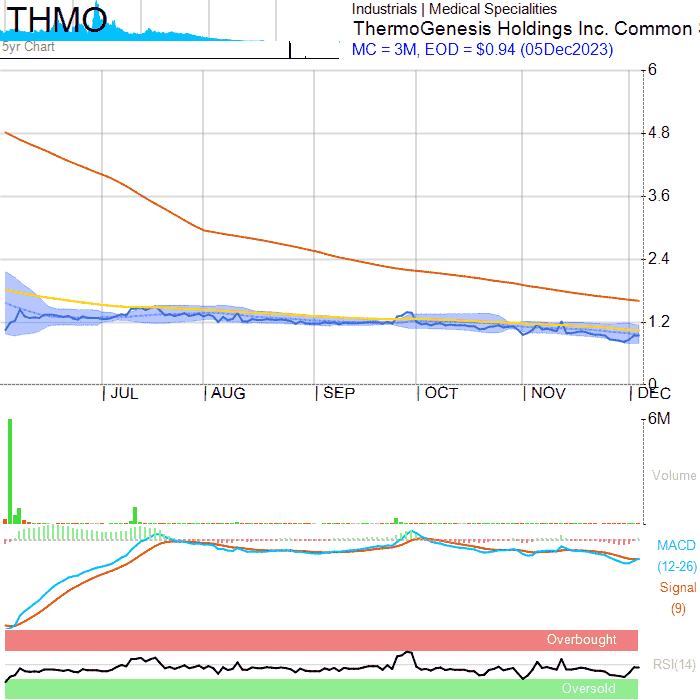 THMO
5yr Chart
Industrials | Medical Specialities
ThermoGenesis Holdings Inc. Common
MC = 3M, EOD = $0.94 (05Dec2023)
6
4.8
3.6
2.4
1.2
0
JUL AUG SEP OCT NOV DEC
6M
Volume
MACD
(12-26)
Signal
(9)
Overbought
RSI(14)
Oversold